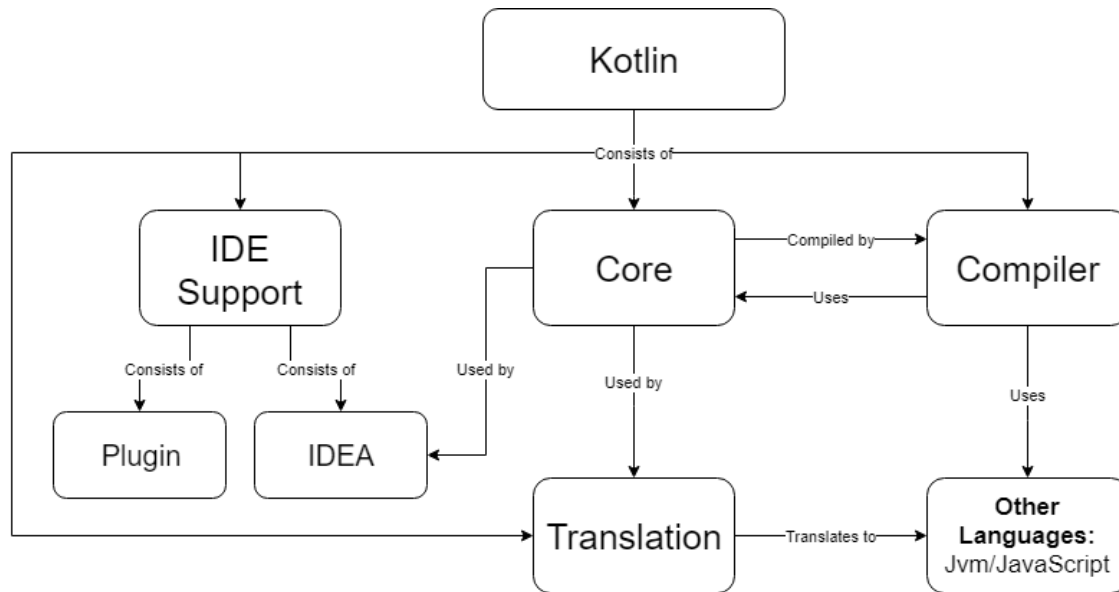 Kotlin
Consists of
IDE
Support
Core
Compiled by
Uses
Compiler
Consists of
Consists of
Used by
Used by
Uses
Plugin
IDEA
Translation
Translates to
Other
Languages:
Jvm/JavaScript